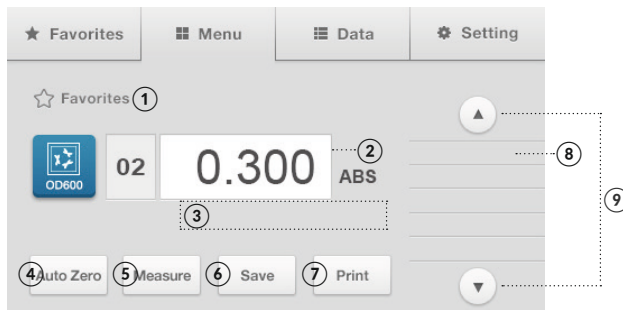 Favorites Menu Data Setting
Favorites 1
2
8
9
OD600 02 0.300 ABS
3
4 Auto Zero 5 Measure 6 Save 7 Print